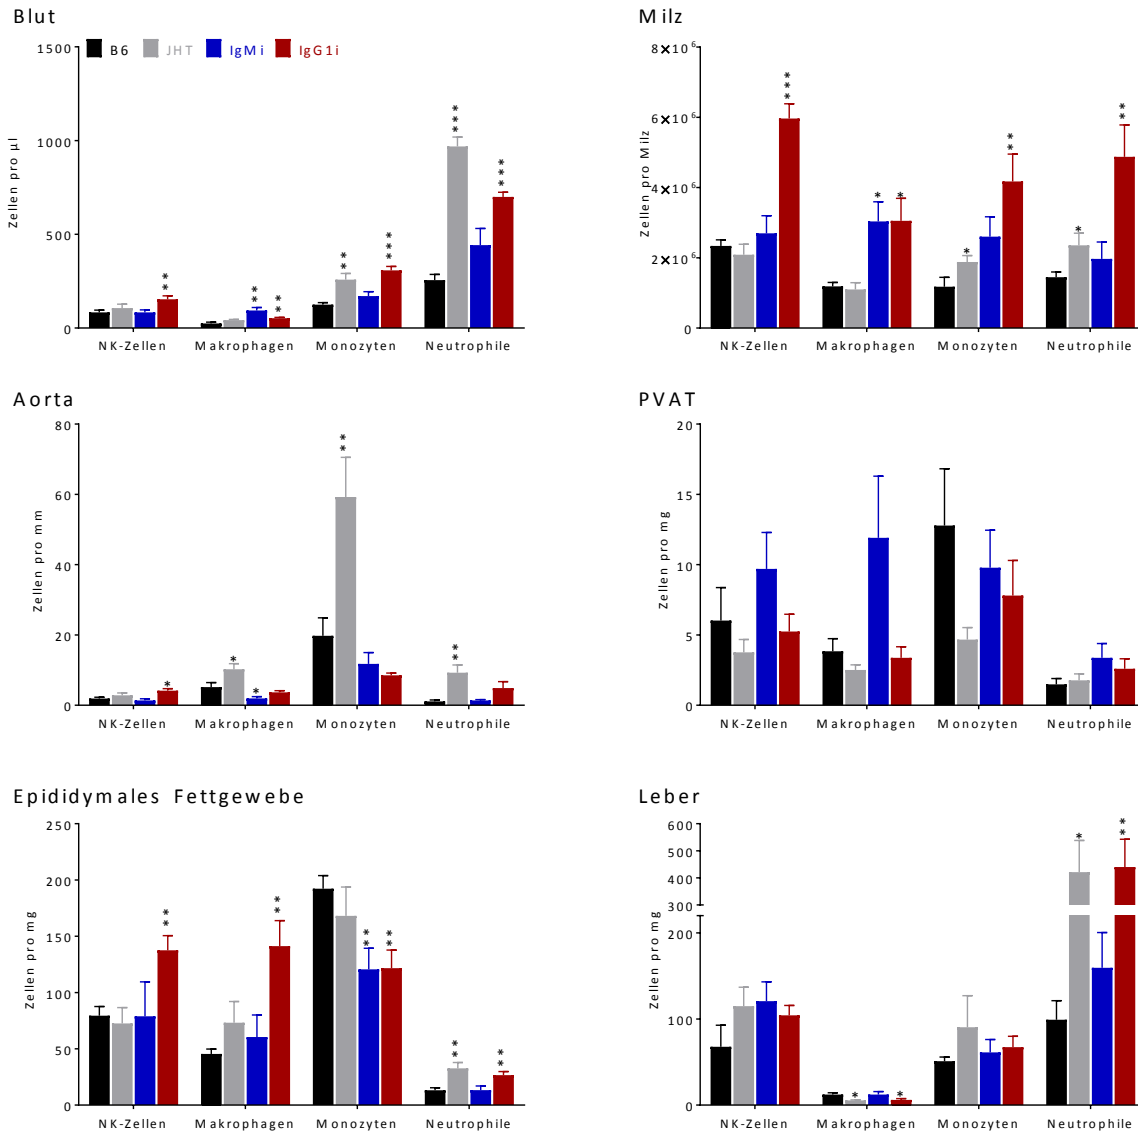 Blut
B6 JHT IgMi IgG1i
Zellen pro µl
1500
1000
500
0
***
** ** **
** ***
*** ***
NK-Zellen Makrophagen Monozyten Neutrophile
Milz
Zellen pro Milz
8×10⁶
6×10⁶
4×10⁶
2×10⁶
0
***
* *
* **
* **
NK-Zellen Makrophagen Monozyten Neutrophile
Aorta
Zellen pro mm
80
60
40
20
0
*
* *
**
**
NK-Zellen Makrophagen Monozyten Neutrophile
PVAT
Zellen pro mg
20
15
10
5
0
NK-Zellen Makrophagen Monozyten Neutrophile
Epididymales Fettgewebe
Zellen pro mg
250
200
150
100
50
0
**
**
** **
** **
NK-Zellen Makrophagen Monozyten Neutrophile
Leber
Zellen pro mg
600
500
400
300
200
100
0
* *
* **
NK-Zellen Makrophagen Monozyten Neutrophile